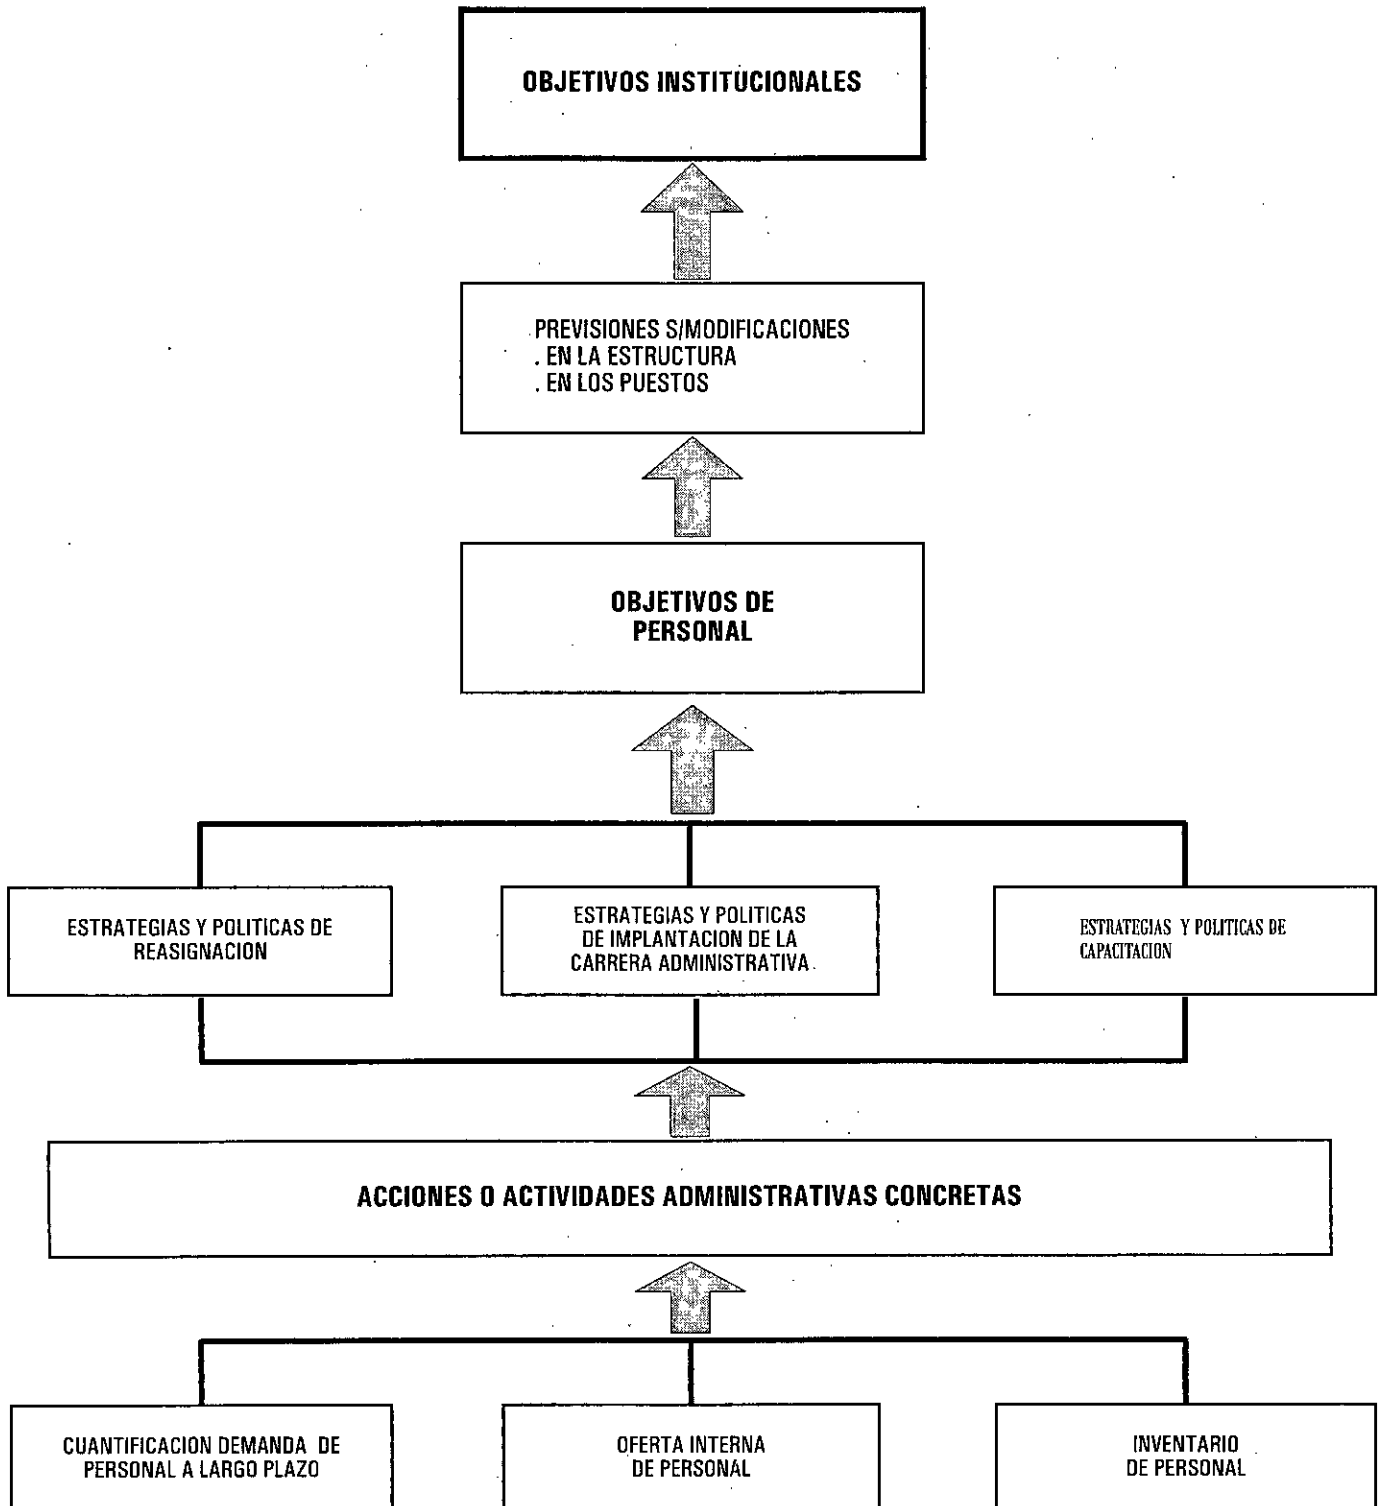 OBJETIVOS INSTITUCIONALES
PREVISIONES S/MODIFICACIONES
. EN LA ESTRUCTURA
. EN LOS PUESTOS
OBJETIVOS DE
PERSONAL
ESTRATEGIAS Y POLITICAS DE
REASIGNACION
ESTRATEGIAS Y POLITICAS
DE IMPLANTACION DE LA
CARRERA ADMINISTRATIVA
ESTRATEGIAS Y POLITICAS DE
CAPACITACION
ACCIONES O ACTIVIDADES ADMINISTRATIVAS CONCRETAS
CUANTIFICACION DEMANDA DE
PERSONAL A LARGO PLAZO
OFERTA INTERNA
DE PERSONAL
INVENTARIO
DE PERSONAL